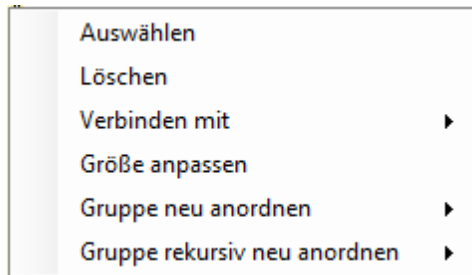 Auswählen
Löschen
Verbinden mit
Größe anpassen
Gruppe neu anordnen
Gruppe rekursiv neu anordnen